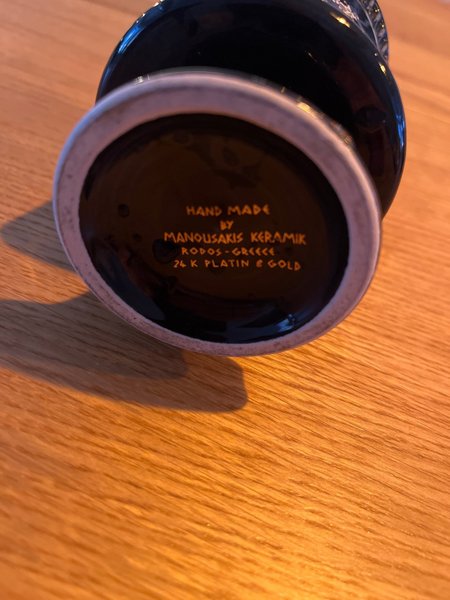 HAND MADE
BY
MANOUSAKIS KERAMIK
RODOS - GREECE
24 K PLATIN & GOLD